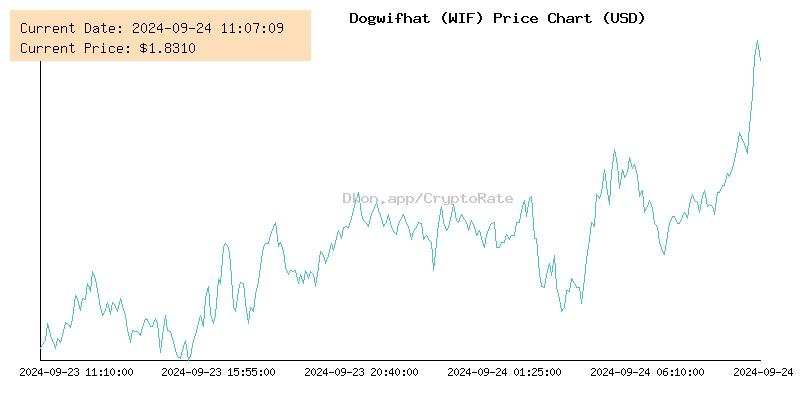 Dogwifhat (WIF) Price Chart (USD)
Current Date: 2024-09-24 11:07:09
Current Price: $1.8310
DJon.app/CryptoRate
2024-09-23 11:10:00 2024-09-23 15:55:00 2024-09-23 20:40:00 2024-09-24 01:25:00 2024-09-24 06:10:00 2024-09-24